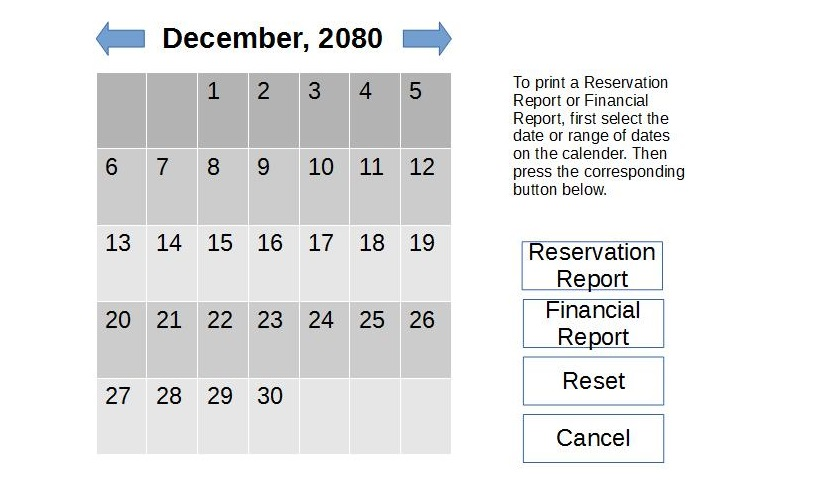 December, 2080
1 2 3 4 5
6 7 8 9 10 11 12
13 14 15 16 17 18 19
20 21 22 23 24 25 26
27 28 29 30
To print a Reservation
Report or Financial
Report, first select the
date or range of dates
on the calender. Then
press the corresponding
button below.
Reservation
Report
Financial
Report
Reset
Cancel